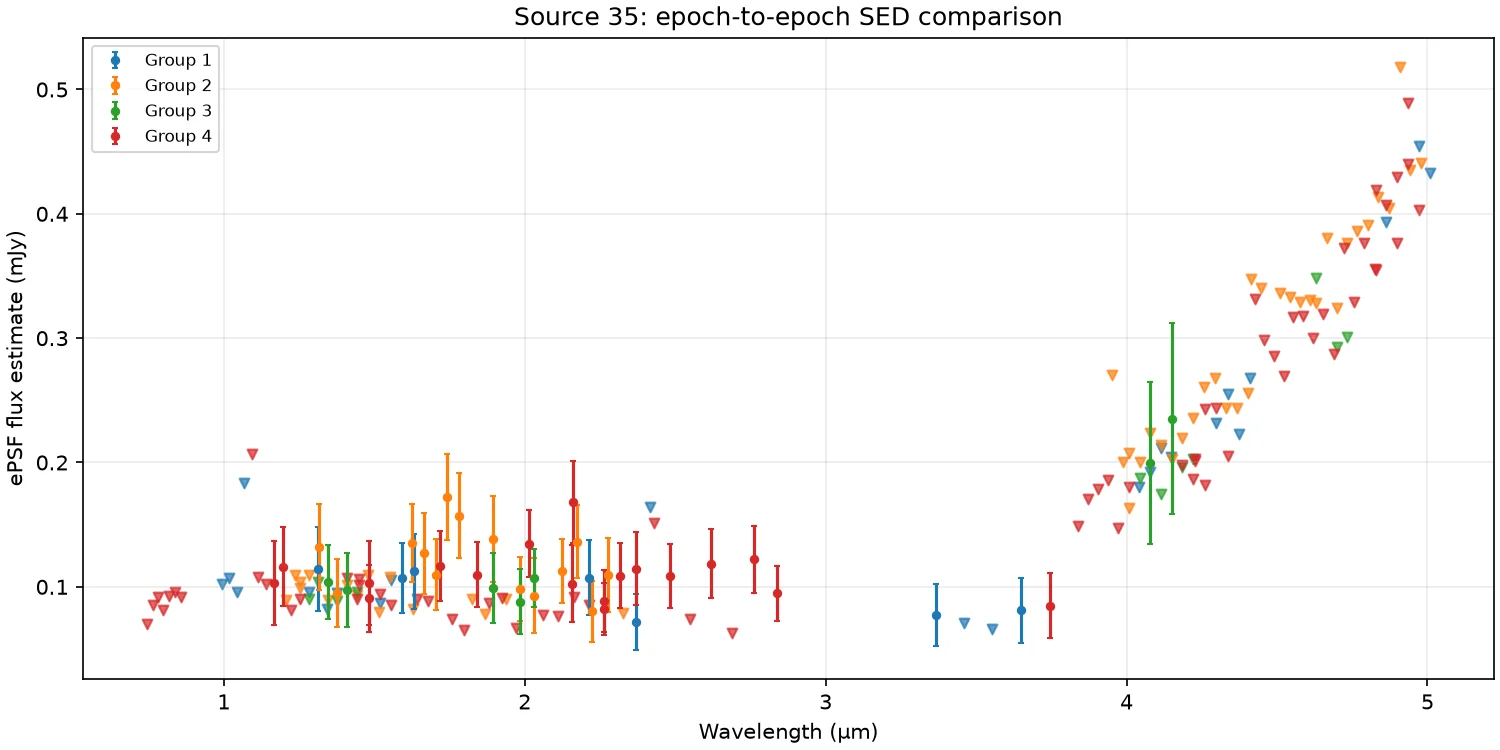 Source 35: epoch-to-epoch SED comparison
Group 1
Group 2
Group 3
Group 4
ePSF flux estimate (mJy)
0.5
0.4
0.3
0.2
0.1
1 2 3 4 5
Wavelength (μm)